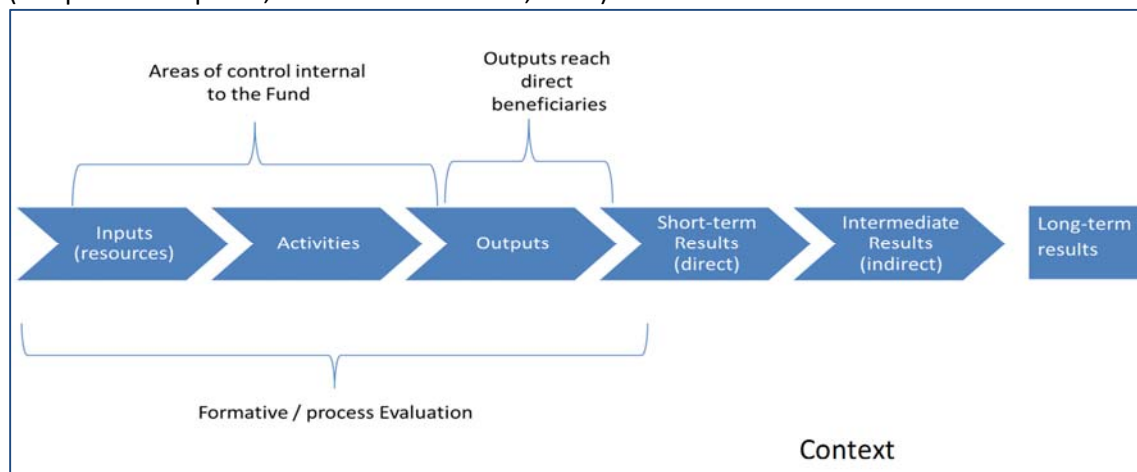 Areas of control internal
to the Fund
Outputs reach
direct
beneficiaries
Inputs
(resources)
Activities
Outputs
Short-term
Results
(direct)
Intermediate
Results
(indirect)
Long-term
results
Formative / process Evaluation
Context